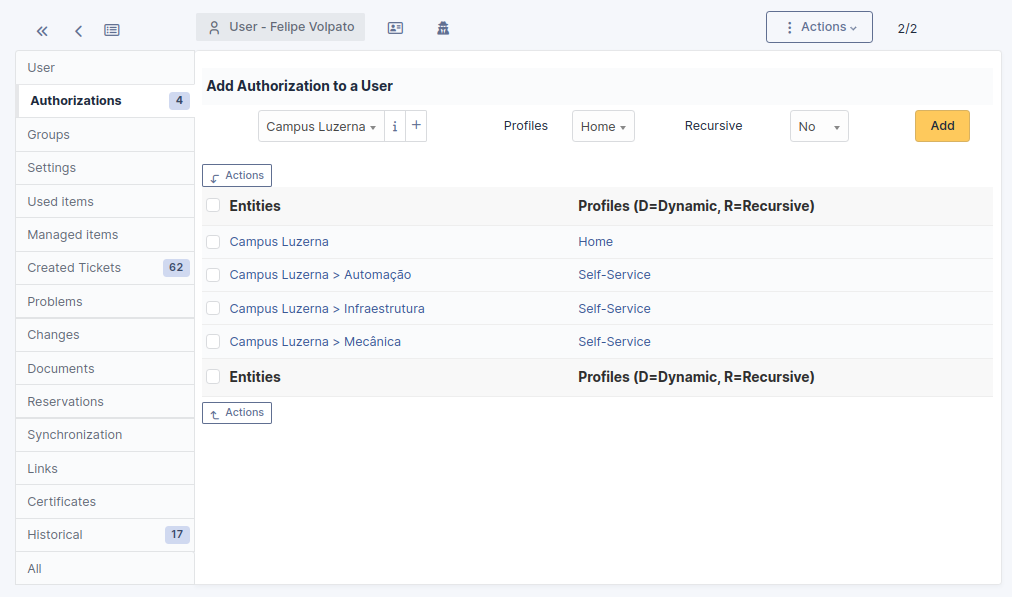 User - Felipe Volpato
Actions
2/2
User
Authorizations 4
Groups
Settings
Used items
Managed items
Created Tickets 62
Problems
Changes
Documents
Reservations
Synchronization
Links
Certificates
Historical 17
All
Add Authorization to a User
Campus Luzerna i + Profiles Home Recursive No Add
Actions
Entities Profiles (D=Dynamic, R=Recursive)
Campus Luzerna Home
Campus Luzerna > Automação Self-Service
Campus Luzerna > Infraestrutura Self-Service
Campus Luzerna > Mecânica Self-Service
Entities Profiles (D=Dynamic, R=Recursive)
Actions